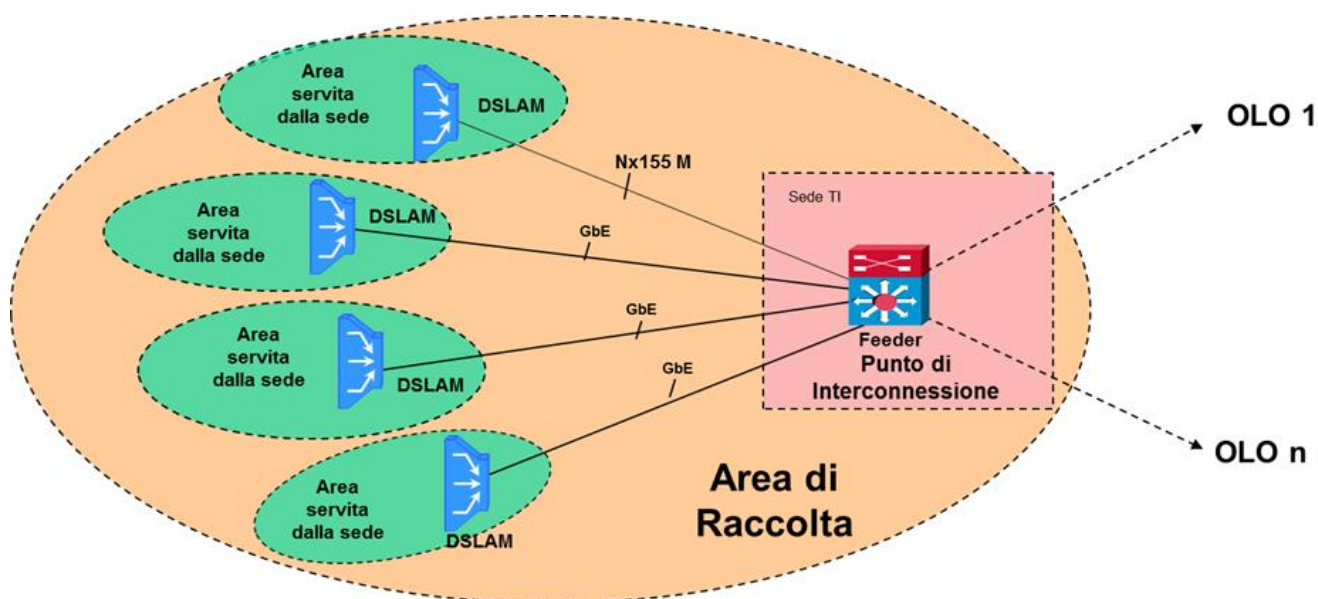 Area
servita
dalla sede
DSLAM
OLO 1
Nx155 M
Sede TI
Area
servita
dalla sede
DSLAM
GbE
GbE
Feeder
Punto di
Interconnessione
Area
servita
dalla sede
DSLAM
GbE
OLO n
Area
servita
dalla sede
DSLAM
Area di
Raccolta